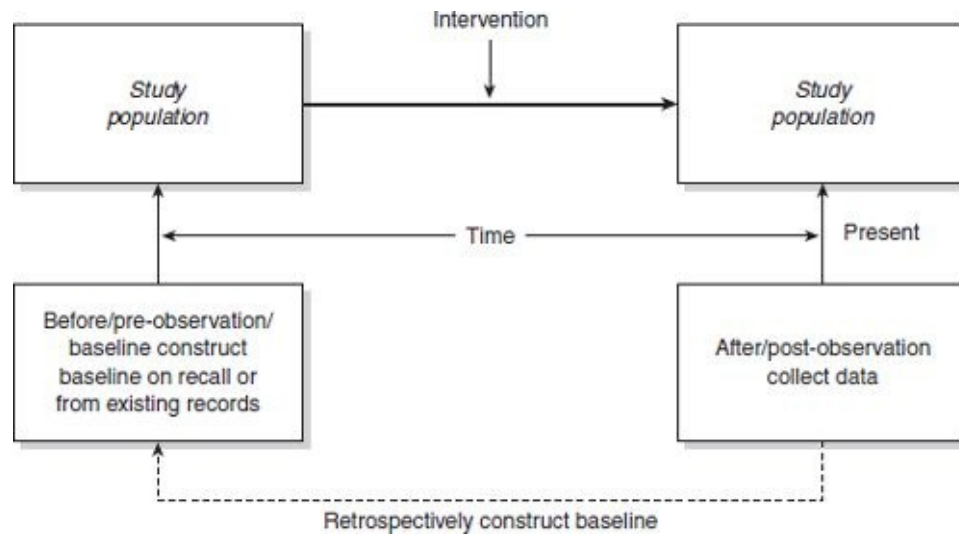 Intervention
Study
population
Study
population
Time
Present
Before/pre-observation/
baseline construct
baseline on recall or
from existing records
After/post-observation
collect data
Retrospectively construct baseline